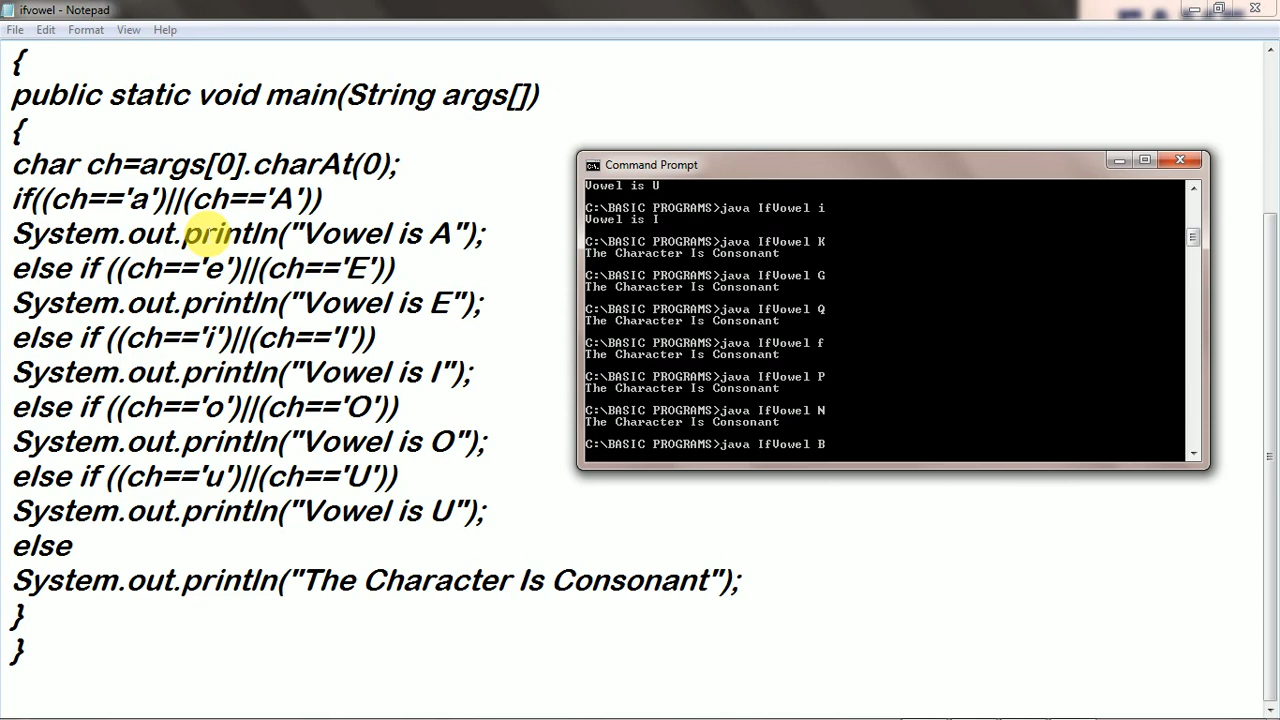 ifvowel - Notepad
File Edit Format View Help
{
public static void main(String args[])
{
char ch=args[0].charAt(0);
if((ch=='a')||(ch=='A'))
System.out.println("Vowel is A");
else if ((ch=='e')||(ch=='E'))
System.out.println("Vowel is E");
else if ((ch=='i')||(ch=='I'))
System.out.println("Vowel is I");
else if ((ch=='o')||(ch=='O'))
System.out.println("Vowel is O");
else if ((ch=='u')||(ch=='U'))
System.out.println("Vowel is U");
else
System.out.println("The Character Is Consonant");
}
}
Command Prompt
Vowel is U
C:\BASIC PROGRAMS>java IfVowel i
Vowel is I
C:\BASIC PROGRAMS>java IfVowel K
The Character Is Consonant
C:\BASIC PROGRAMS>java IfVowel G
The Character Is Consonant
C:\BASIC PROGRAMS>java IfVowel Q
The Character Is Consonant
C:\BASIC PROGRAMS>java IfVowel f
The Character Is Consonant
C:\BASIC PROGRAMS>java IfVowel P
The Character Is Consonant
C:\BASIC PROGRAMS>java IfVowel N
The Character Is Consonant
C:\BASIC PROGRAMS>java IfVowel B